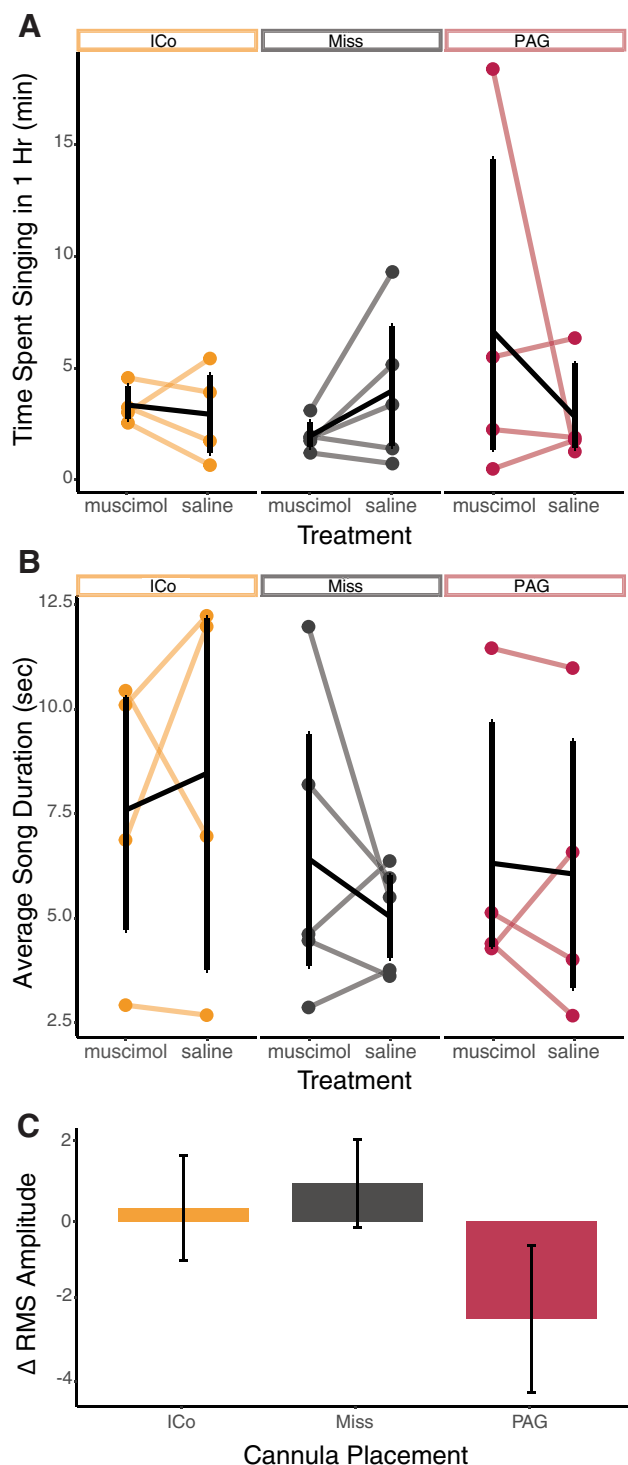 A
ICo Miss PAG
Time Spent Singing in 1 Hr (min)
15
10
5
0
muscimol saline muscimol saline muscimol saline
Treatment
B
ICo Miss PAG
Average Song Duration (sec)
12.5
10.0
7.5
5.0
2.5
muscimol saline muscimol saline muscimol saline
Treatment
C
Δ RMS Amplitude
2
0
-2
-4
ICo Miss PAG
Cannula Placement